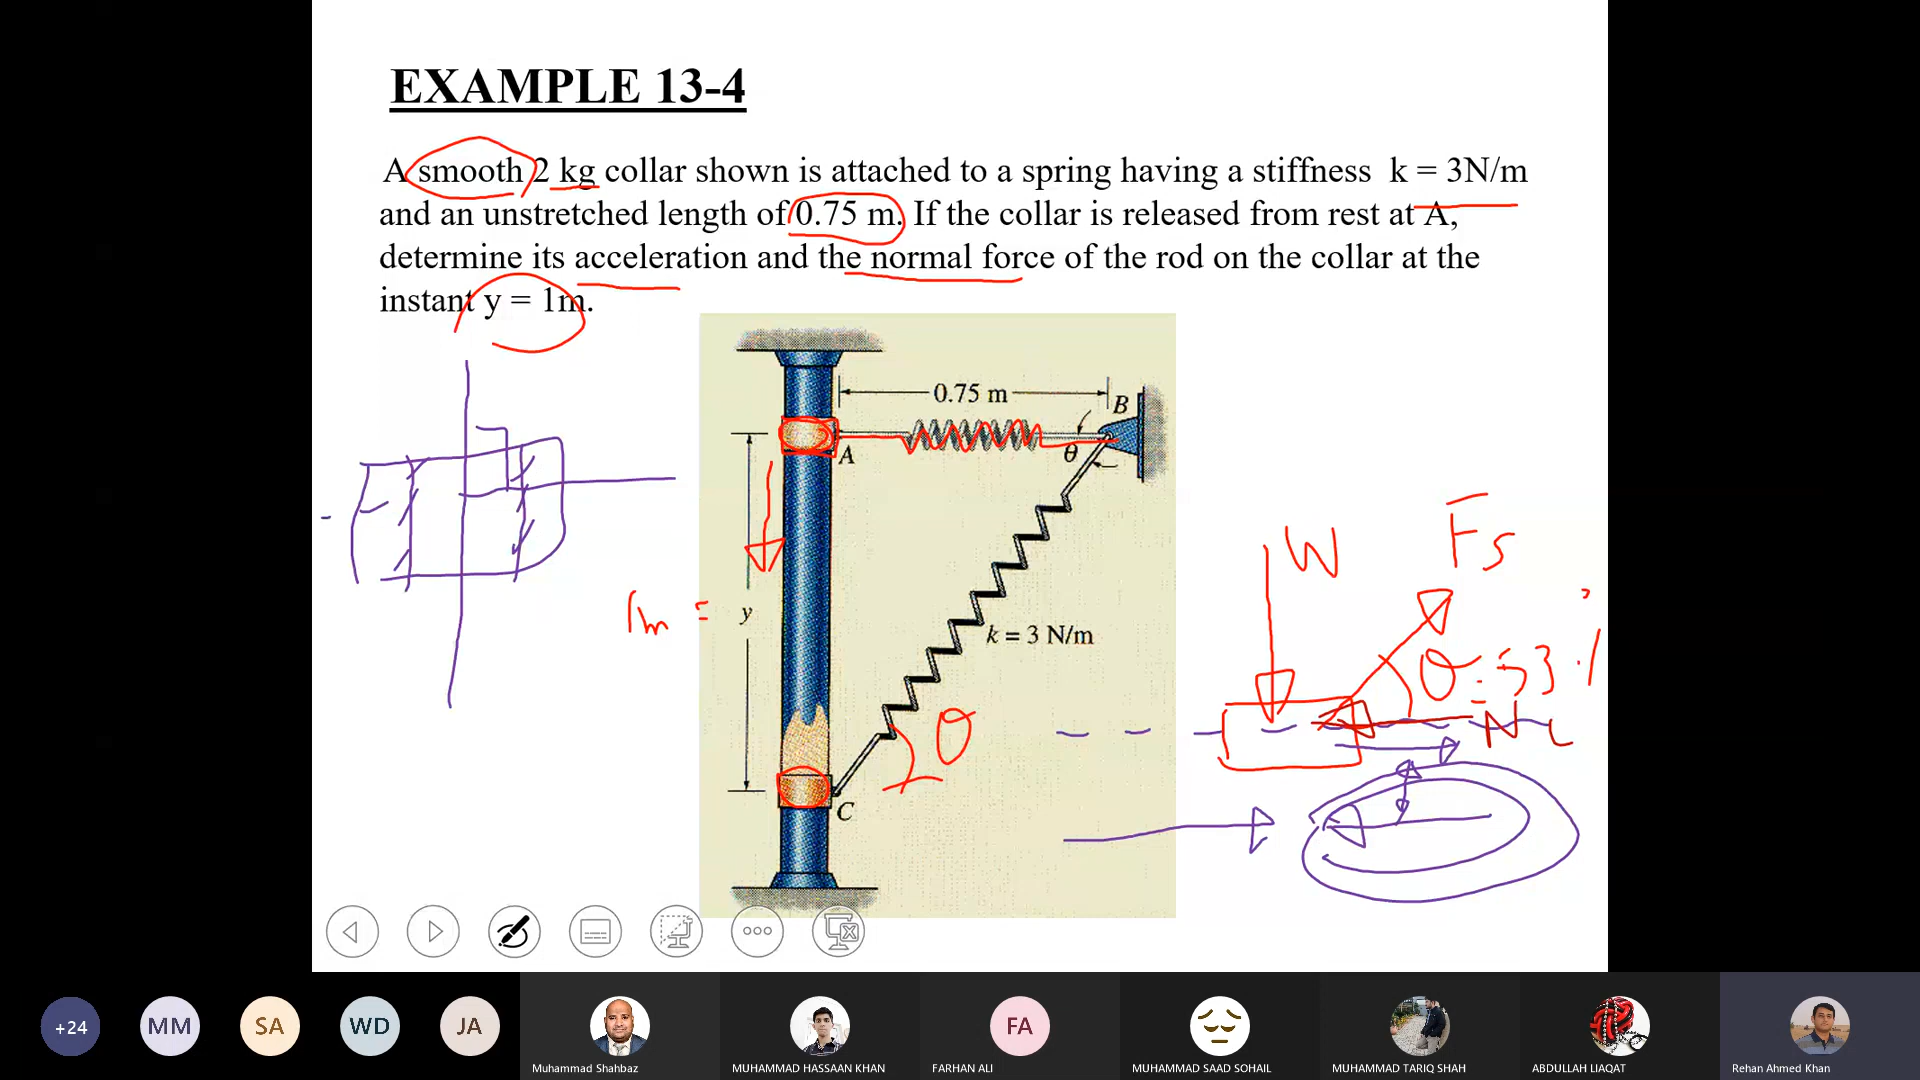 EXAMPLE 13-4
A smooth 2 kg collar shown is attached to a spring having a stiffness k = 3N/m
and an unstretched length of 0.75 m. If the collar is released from rest at A,
determine its acceleration and the normal force of the rod on the collar at the
instant y = 1m.
0.75 m
B
A
θ
1m =
y
k = 3 N/m
C
θ
W
Fs
θ = 53.1
N
+24
MM
SA
WD
JA
FA
Muhammad Shahbaz
MUHAMMAD HASSAAN KHAN
FARHAN ALI
MUHAMMAD SAAD SOHAIL
MUHAMMAD TARIQ SHAH
ABDULLAH LIAQAT
Rehan Ahmed Khan